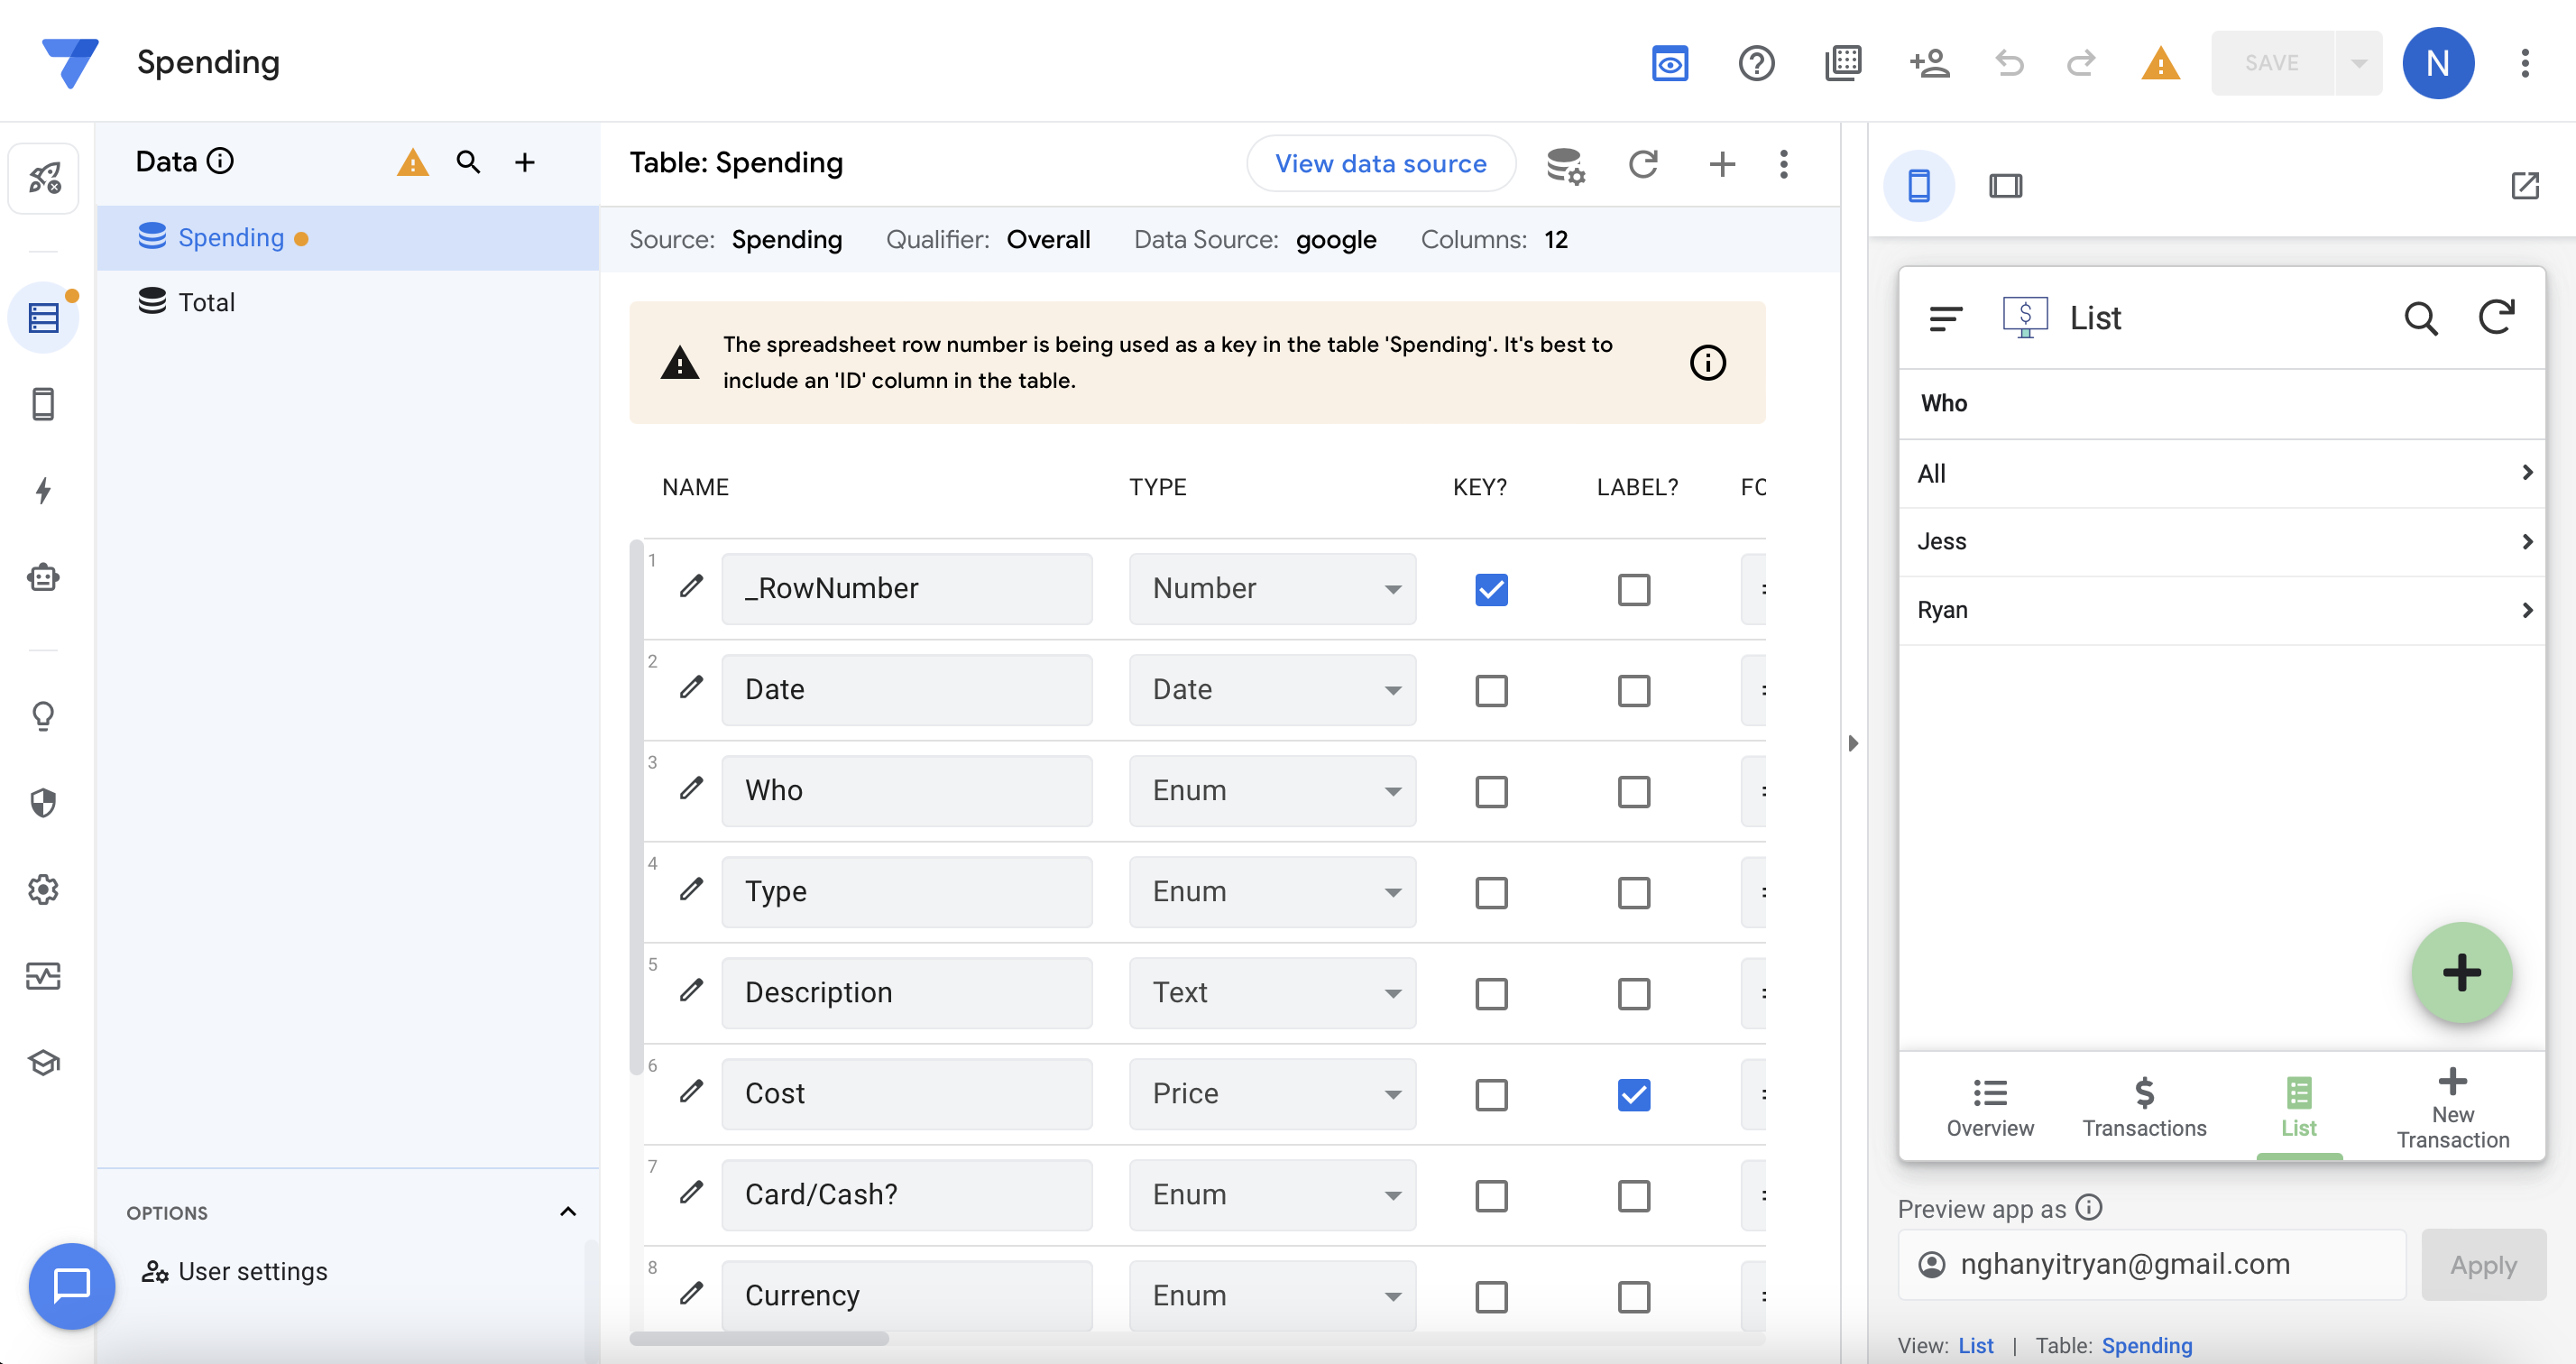 Spending
SAVE
N
Data
Spending
Total
OPTIONS
User settings
Table: Spending
View data source
Source: Spending Qualifier: Overall Data Source: google Columns: 12
The spreadsheet row number is being used as a key in the table 'Spending'. It's best to
include an 'ID' column in the table.
NAME TYPE KEY? LABEL? FO
1 _RowNumber Number
2 Date Date
3 Who Enum
4 Type Enum
5 Description Text
6 Cost Price
7 Card/Cash? Enum
8 Currency Enum
List
Who
All
Jess
Ryan
Overview
Transactions
List
New
Transaction
Preview app as
nghanyitryan@gmail.com
Apply
View: List | Table: Spending